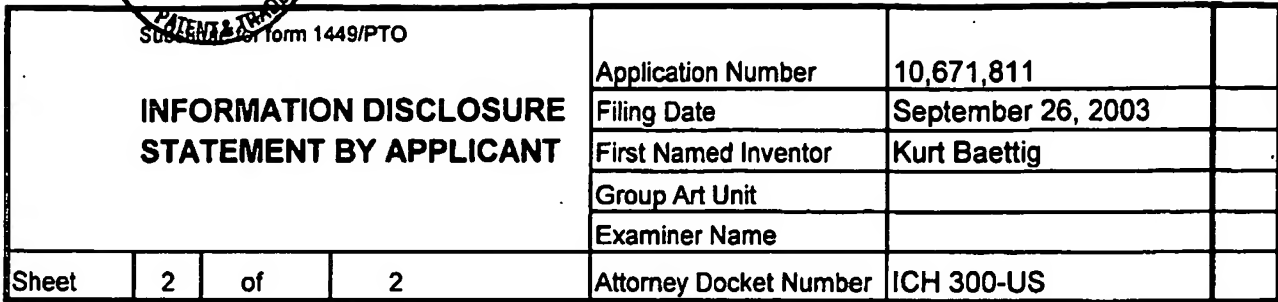 PATENT & TRAD
form 1449/PTO
INFORMATION DISCLOSURE
STATEMENT BY APPLICANT
Application Number 10,671,811
Filing Date September 26, 2003
First Named Inventor Kurt Baettig
Group Art Unit
Examiner Name
Sheet 2 of 2
Attorney Docket Number ICH 300-US